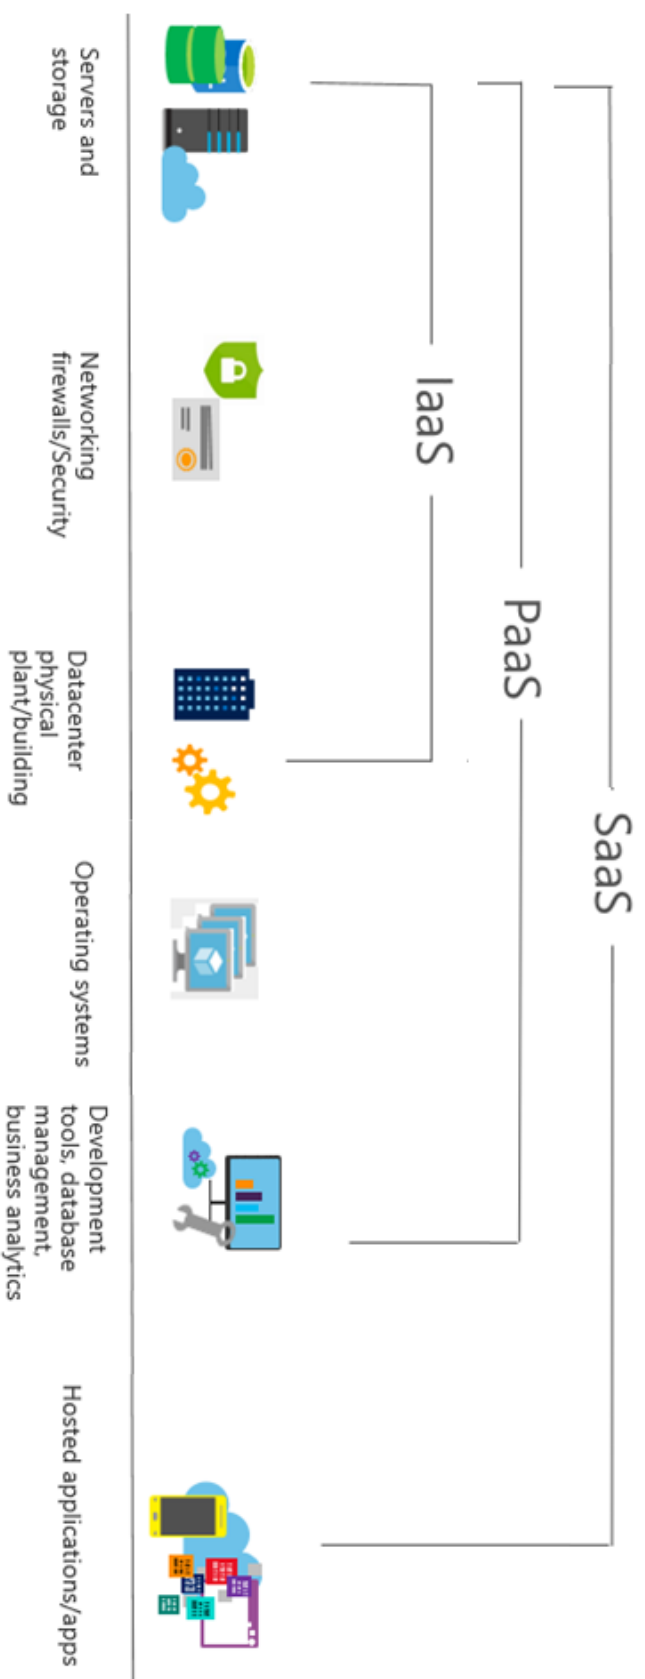 SaaS
PaaS
IaaS
Servers and
storage
Networking
firewalls/Security
Datacenter
physical
plant/building
Operating systems
Development
tools, database
management,
business analytics
Hosted applications/apps